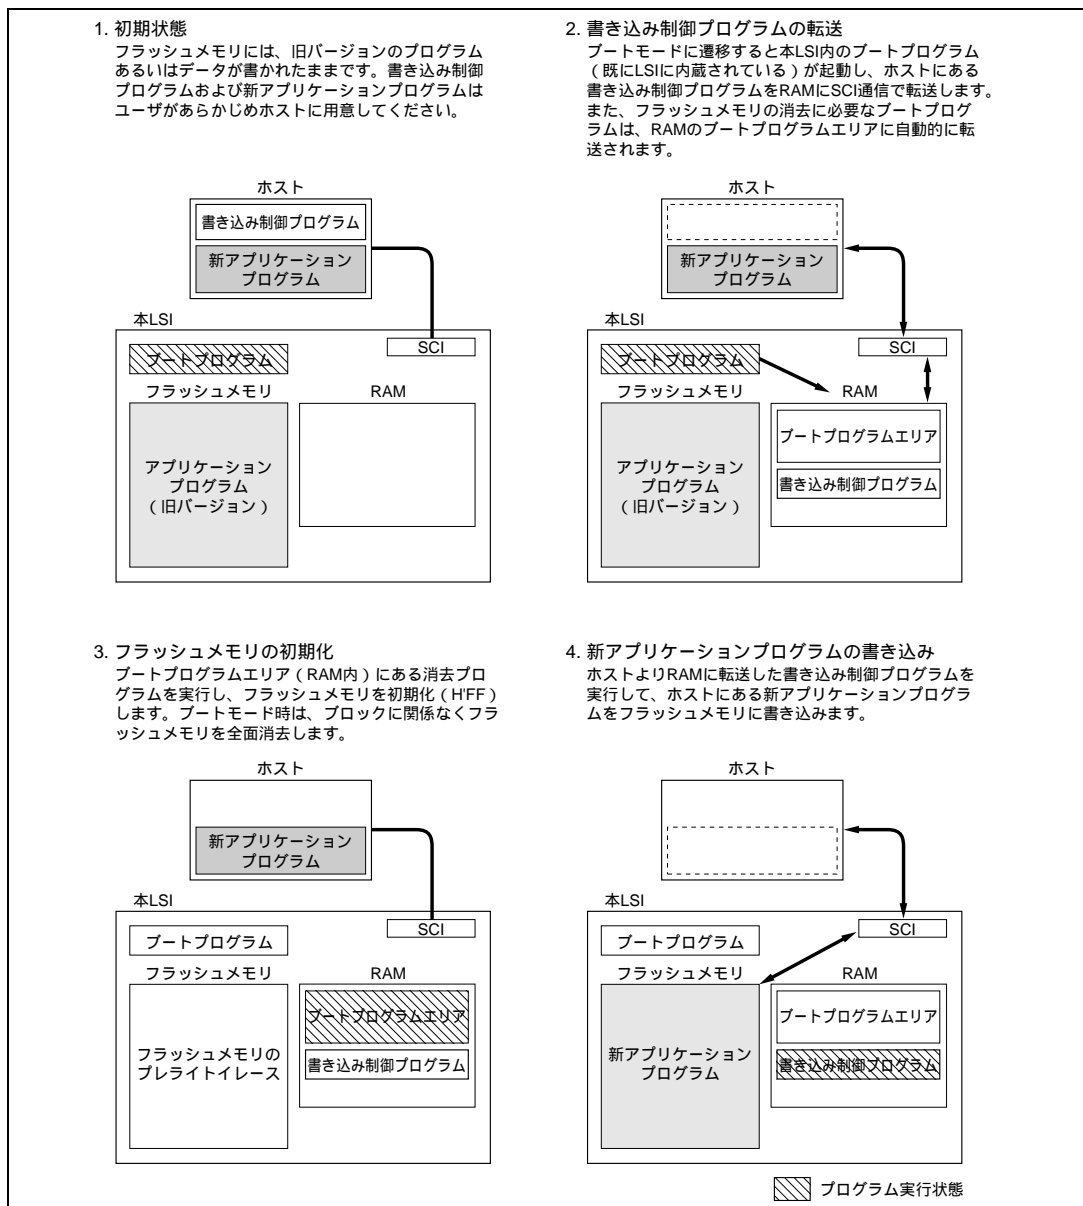 1. 初期状態
フラッシュメモリには、旧バージョンのプログラム
あるいはデータが書かれたままです。書き込み制御
プログラムおよび新アプリケーションプログラムは
ユーザがあらかじめホストに用意してください。
ホスト
書き込み制御プログラム
新アプリケーション
プログラム
本LSI
ブートプログラム
SCI
フラッシュメモリ
RAM
アプリケーション
プログラム
（旧バージョン）
2. 書き込み制御プログラムの転送
ブートモードに遷移すると本LSI内のブートプログラム
（既にLSIに内蔵されている）が起動し、ホストにある
書き込み制御プログラムをRAMにSCI通信で転送します。
また、フラッシュメモリの消去に必要なブートプログ
ラムは、RAMのブートプログラムエリアに自動的に転
送されます。
ホスト
新アプリケーション
プログラム
本LSI
ブートプログラム
SCI
フラッシュメモリ
RAM
アプリケーション
プログラム
（旧バージョン）
ブートプログラムエリア
書き込み制御プログラム
3. フラッシュメモリの初期化
ブートプログラムエリア（RAM内）にある消去プロ
グラムを実行し、フラッシュメモリを初期化（H'FF）
します。ブートモード時は、ブロックに関係なくフラ
ッシュメモリを全面消去します。
ホスト
新アプリケーション
プログラム
本LSI
ブートプログラム
SCI
フラッシュメモリ
RAM
フラッシュメモリの
プレライトイレース
ブートプログラムエリア
書き込み制御プログラム
4. 新アプリケーションプログラムの書き込み
ホストよりRAMに転送した書き込み制御プログラムを
実行して、ホストにある新アプリケーションプログラ
ムをフラッシュメモリに書き込みます。
ホスト
本LSI
ブートプログラム
SCI
フラッシュメモリ
RAM
新アプリケーション
プログラム
ブートプログラムエリア
書き込み制御プログラム
プログラム実行状態